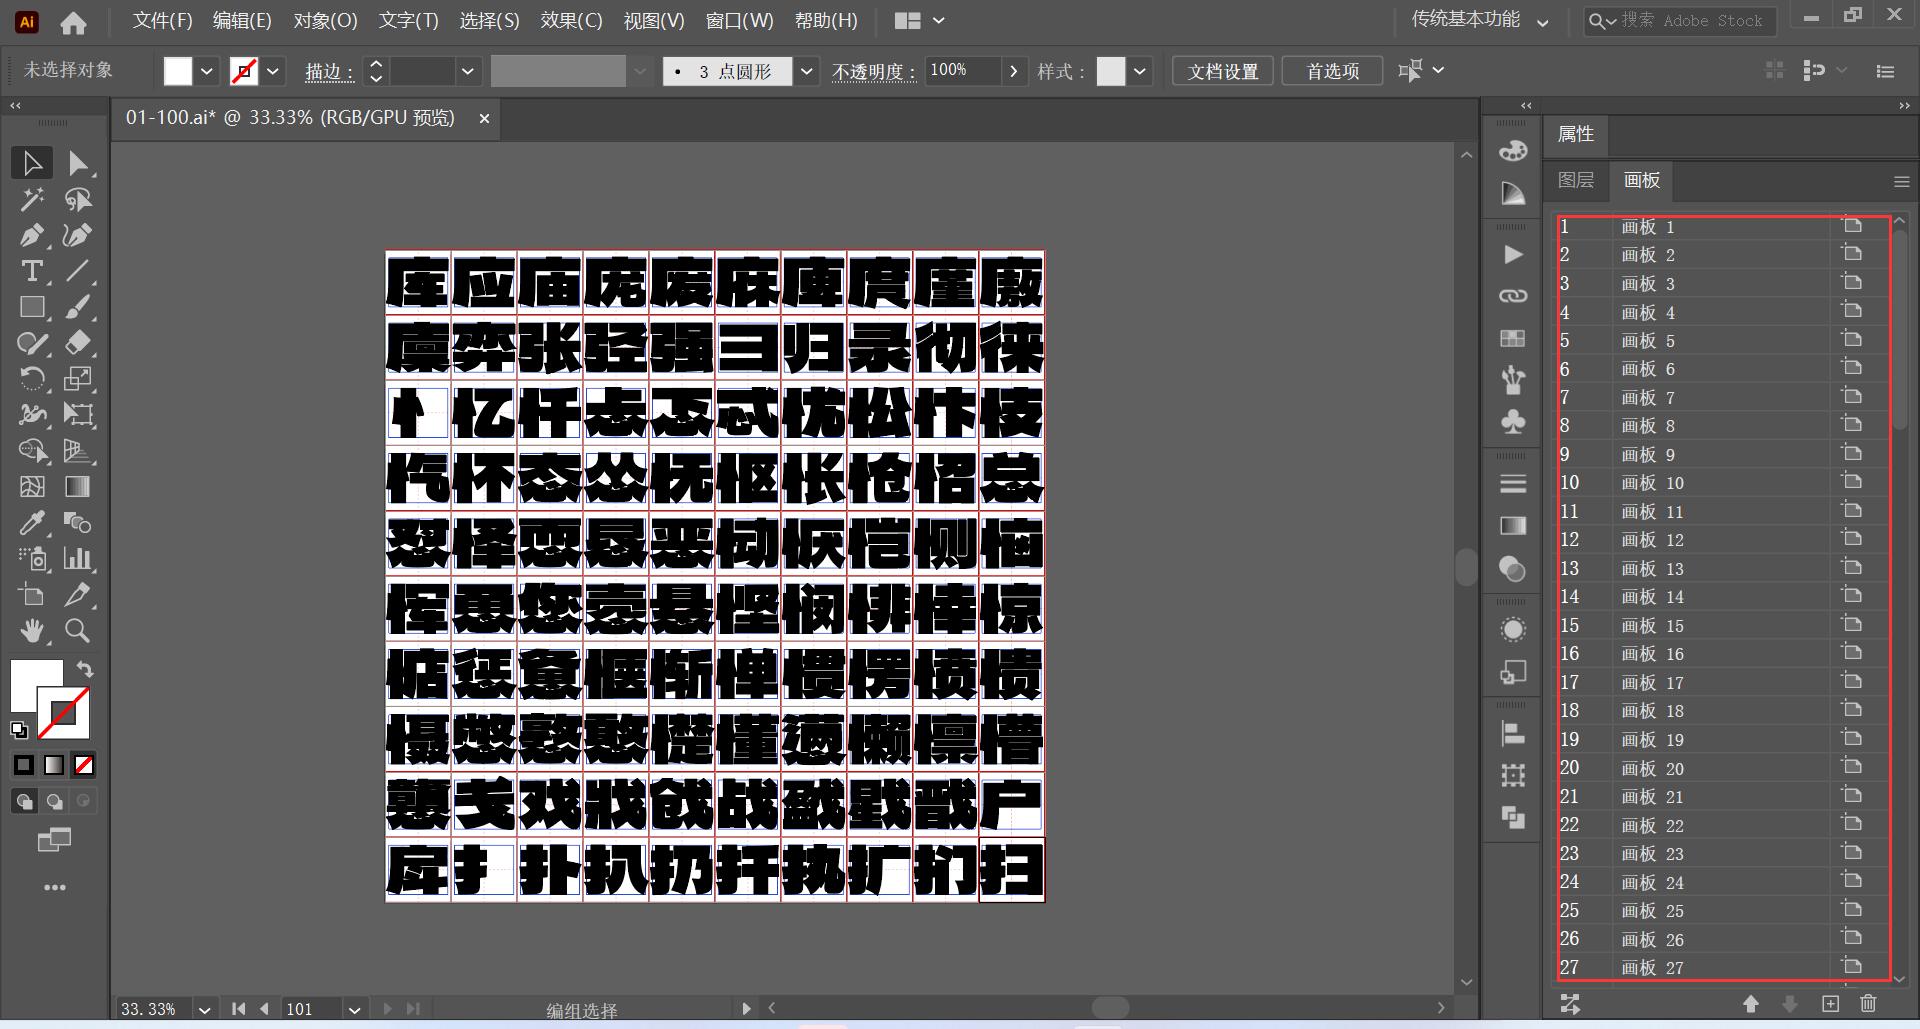 Ai 文件(F) 编辑(E) 对象(O) 文字(T) 选择(S) 效果(C) 视图(V) 窗口(W) 帮助(H) 传统基本功能 搜索 Adobe Stock
未选择对象 描边: 3 点圆形 不透明度: 100% 样式: 文档设置 首选项
01-100.ai* @ 33.33% (RGB/GPU 预览)
属性
图层 画板
1 画板 1
2 画板 2
3 画板 3
4 画板 4
5 画板 5
6 画板 6
7 画板 7
8 画板 8
9 画板 9
10 画板 10
11 画板 11
12 画板 12
13 画板 13
14 画板 14
15 画板 15
16 画板 16
17 画板 17
18 画板 18
19 画板 19
20 画板 20
21 画板 21
22 画板 22
23 画板 23
24 画板 24
25 画板 25
26 画板 26
27 画板 27
库应庙庞废庥庳度廑廒
廪弈张弪强彐归录彻徕
忄忆忏忐忑忒忧忪忭忮
忾怀态怂怃怄怅怆怊总
怼怿恧恳恶恸恹恺恻恼
恽恿您悫悬悭悯悱悻惊
惦惩惫惬惭惮惯愕愤愦
慑憋憨憩憷懂懑懒懔懵
戆戋戏戕戗战戡戢戬户
戽扌扑扒扔扦执扩扪扫
33.33% 101 编组选择